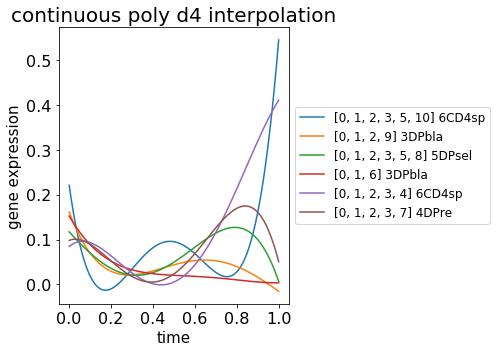 continuous poly d4 interpolation
gene expression
0.5
0.4
0.3
0.2
0.1
0.0
0.0 0.2 0.4 0.6 0.8 1.0
time
[0, 1, 2, 3, 5, 10] 6CD4sp
[0, 1, 2, 9] 3DPbla
[0, 1, 2, 3, 5, 8] 5DPsel
[0, 1, 6] 3DPbla
[0, 1, 2, 3, 4] 6CD4sp
[0, 1, 2, 3, 7] 4DPre